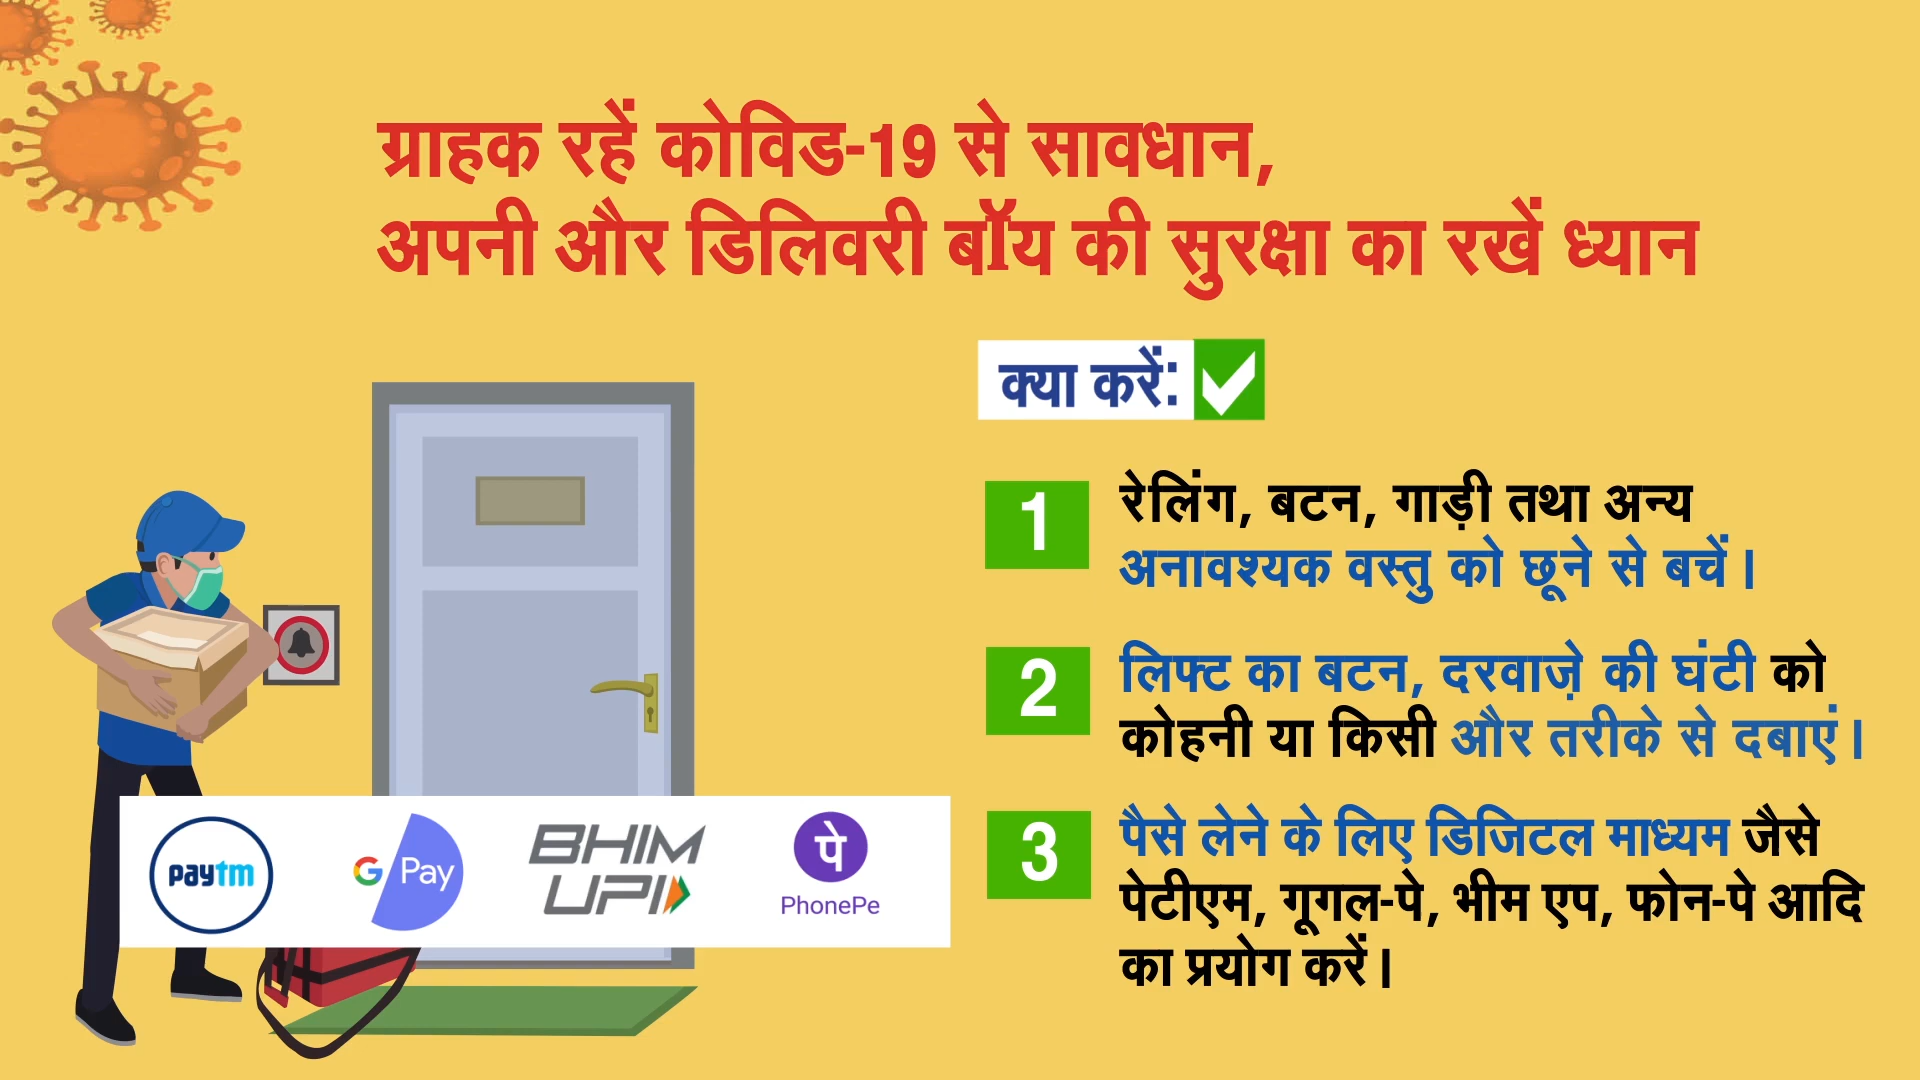 ग्राहक रहें कोविड-19 से सावधान,
अपनी और डिलिवरी बॉय की सुरक्षा का रखें ध्यान
क्या करें:
1 रेलिंग, बटन, गाड़ी तथा अन्य
अनावश्यक वस्तु को छूने से बचें।
2 लिफ्ट का बटन, दरवाज़े की घंटी को
कोहनी या किसी और तरीके से दबाएं।
3 पैसे लेने के लिए डिजिटल माध्यम जैसे
पेटीएम, गूगल-पे, भीम एप, फोन-पे आदि
का प्रयोग करें।
paytm
G Pay
BHIM
UPI
पे
PhonePe